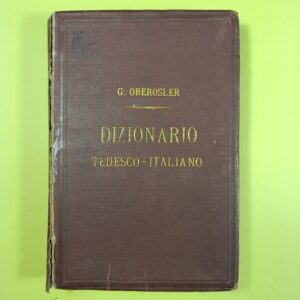 G. OBEROSLER
DIZIONARIO
TEDESCO-ITALIANO